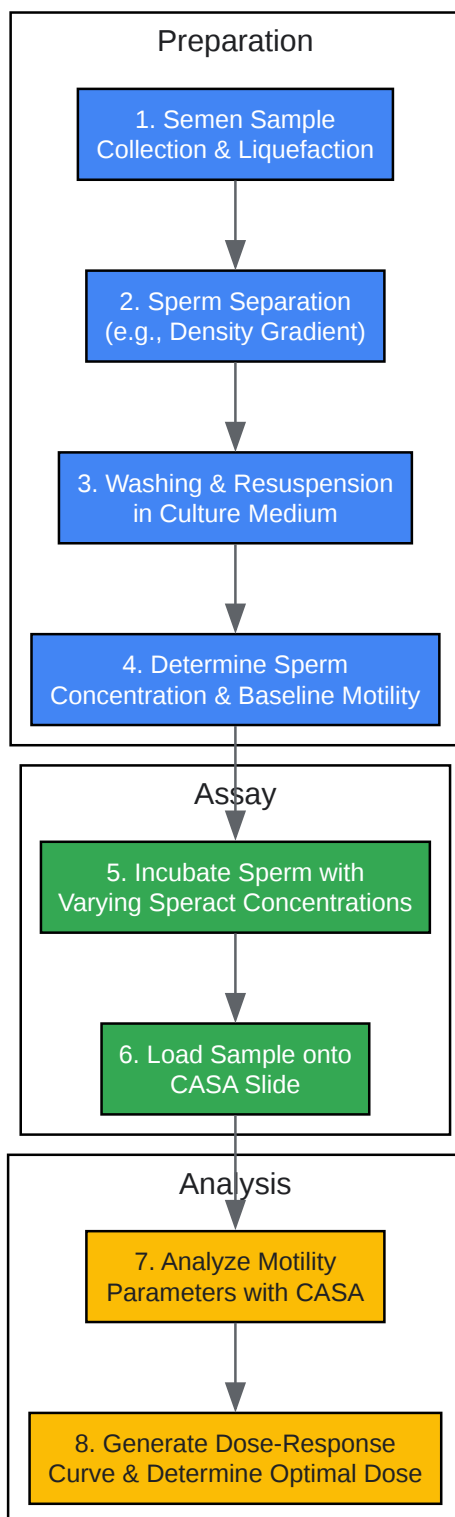 Preparation
1. Semen Sample
Collection & Liquefaction
2. Sperm Separation
(e.g., Density Gradient)
3. Washing & Resuspension
in Culture Medium
4. Determine Sperm
Concentration & Baseline Motility
Assay
5. Incubate Sperm with
Varying Speract Concentrations
6. Load Sample onto
CASA Slide
Analysis
7. Analyze Motility
Parameters with CASA
8. Generate Dose-Response
Curve & Determine Optimal Dose